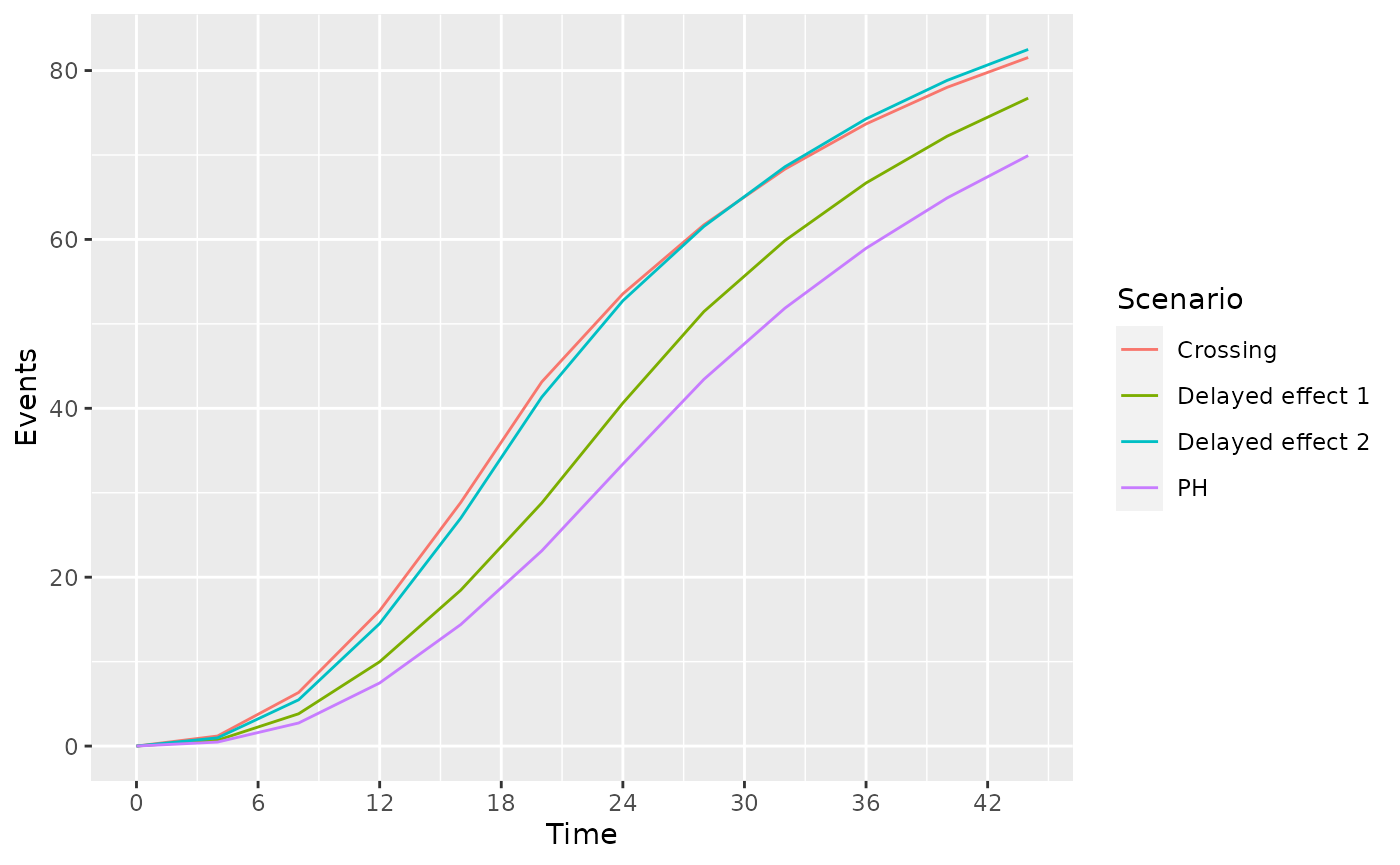 Events
80
60
40
20
0
0 6 12 18 24 30 36 42
Time
Scenario
Crossing
Delayed effect 1
Delayed effect 2
PH